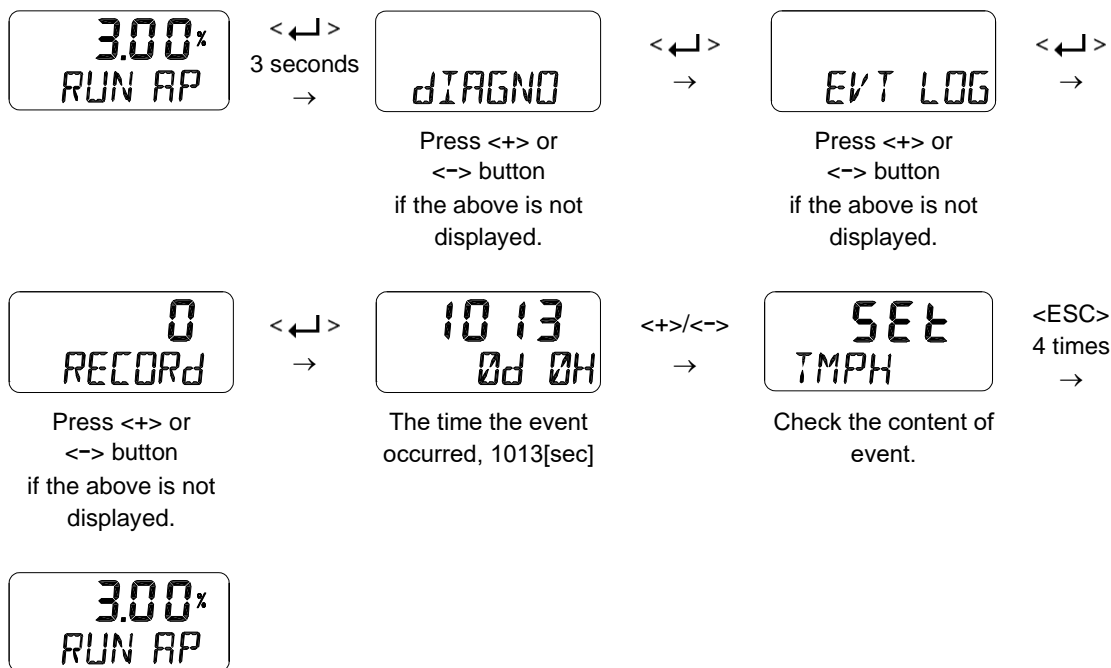 3.00%
RUN AP
<↵>
3 seconds
→
dIAGNO
Press <+> or
<-> button
if the above is not
displayed.
<↵>
→
EVT LOG
Press <+> or
<-> button
if the above is not
displayed.
<↵>
→
0
RECORd
Press <+> or
<-> button
if the above is not
displayed.
<↵>
→
1013
0d 0H
The time the event
occurred, 1013[sec]
<+>/<->
→
SEt
TMPH
Check the content of
event.
<ESC>
4 times
→
3.00%
RUN AP